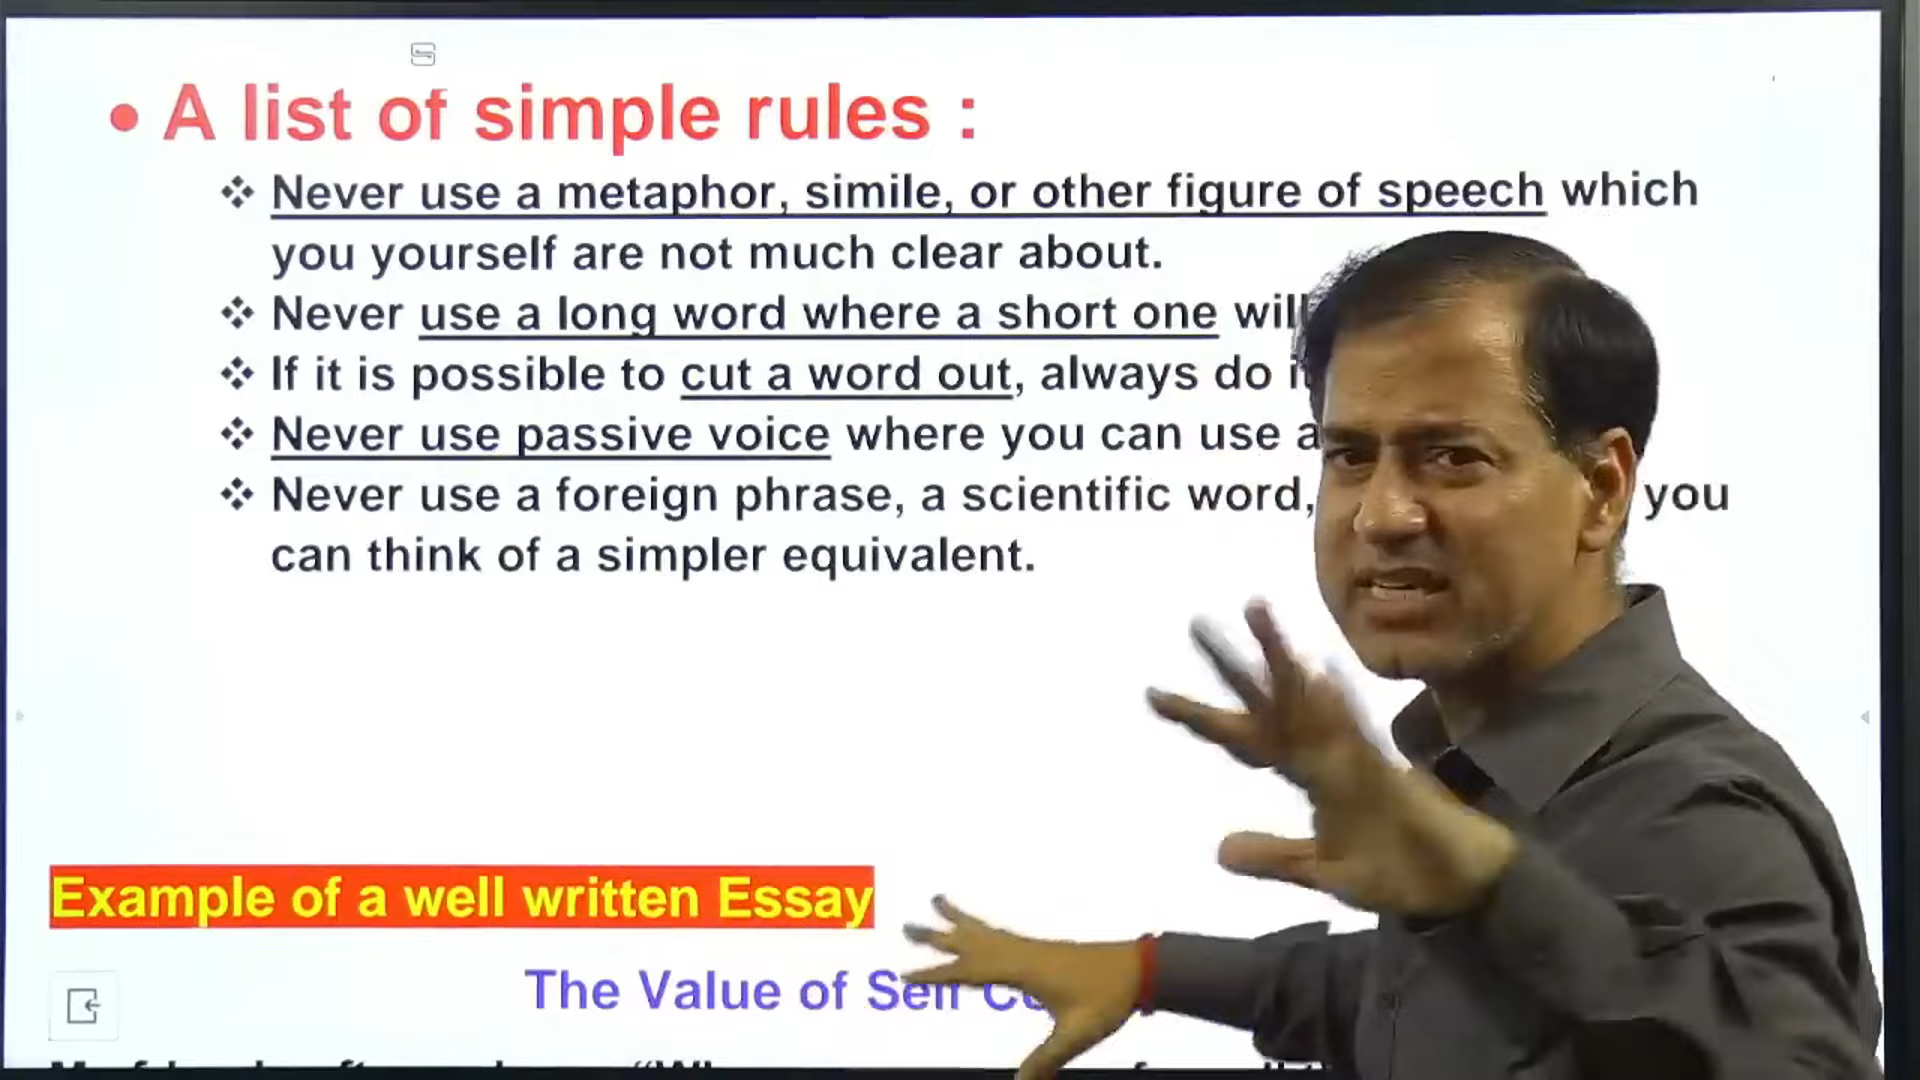 • A list of simple rules :
❖ Never use a metaphor, simile, or other figure of speech which
you yourself are not much clear about.
❖ Never use a long word where a short one will
❖ If it is possible to cut a word out, always do it
❖ Never use passive voice where you can use a
❖ Never use a foreign phrase, a scientific word, you
can think of a simpler equivalent.
Example of a well written Essay
The Value of Self